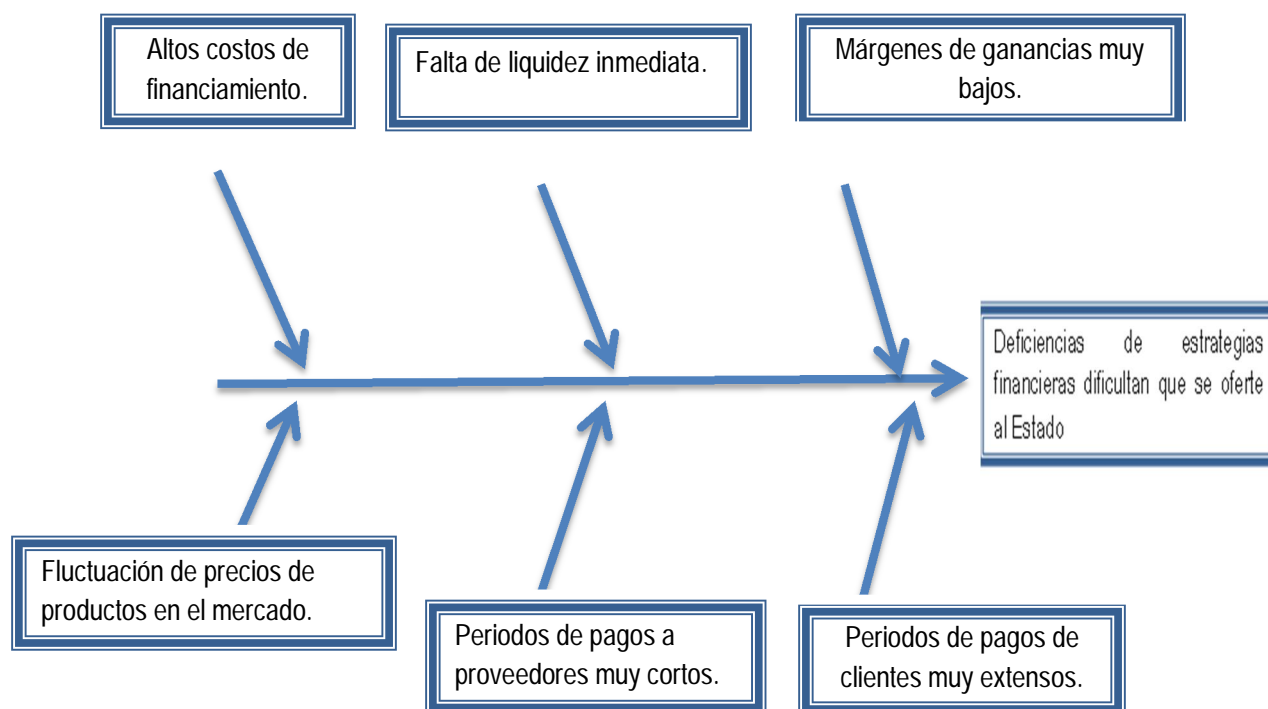 Altos costos de
financiamiento.
Falta de liquidez inmediata.
Márgenes de ganancias muy
bajos.
Deficiencias de estrategias
financieras dificultan que se oferte
al Estado
Fluctuación de precios de
productos en el mercado.
Periodos de pagos a
proveedores muy cortos.
Periodos de pagos de
clientes muy extensos.